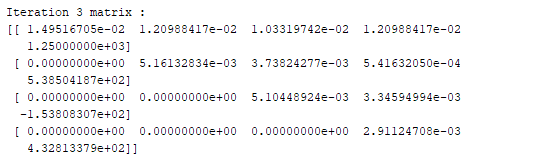 Iteration 3 matrix :
[[ 1.49516705e-02 1.20988417e-02 1.03319742e-02 1.20988417e-02
1.25000000e+03]
[ 0.00000000e+00 5.16132834e-03 3.73824277e-03 5.41632050e-04
5.38504187e+02]
[ 0.00000000e+00 0.00000000e+00 5.10448924e-03 3.34594994e-03
-1.53808307e+02]
[ 0.00000000e+00 0.00000000e+00 0.00000000e+00 2.91124708e-03
4.32813379e+02]]